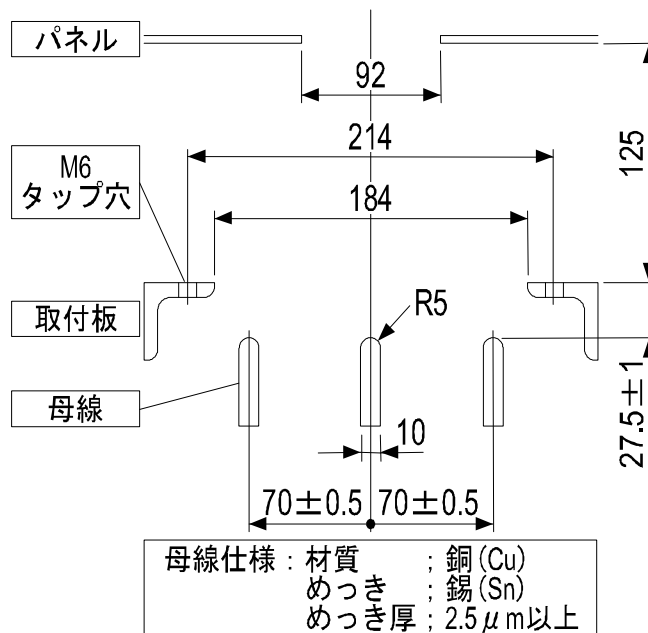 パネル
92
214
M6
タップ穴
184
125
取付板
R5
母線
27.5±1
10
70±0.5 70±0.5
母線仕様：材質 ；銅(Cu)
めっき ；錫(Sn)
めっき厚；2.5μm以上